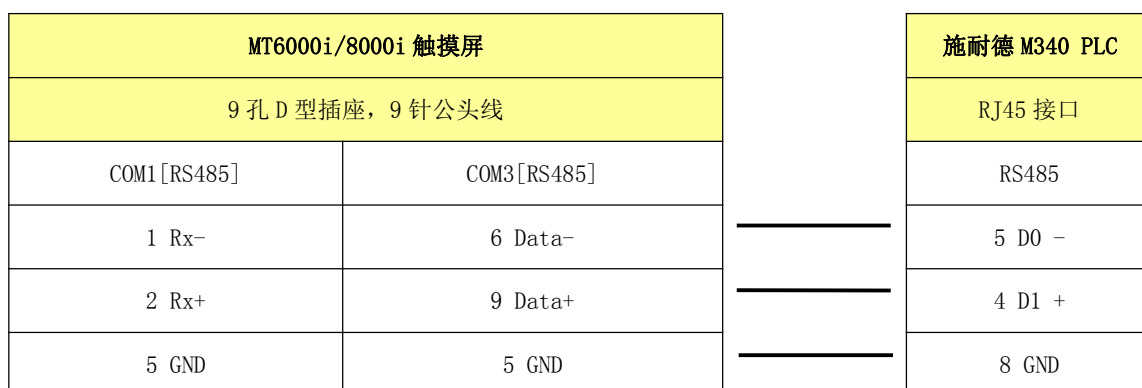 MT6000i/8000i 触摸屏 施耐德 M340 PLC
9 孔 D 型插座，9 针公头线 RJ45 接口
COM1[RS485] COM3[RS485] RS485
1 Rx- 6 Data- 5 D0 -
2 Rx+ 9 Data+ 4 D1 +
5 GND 5 GND 8 GND